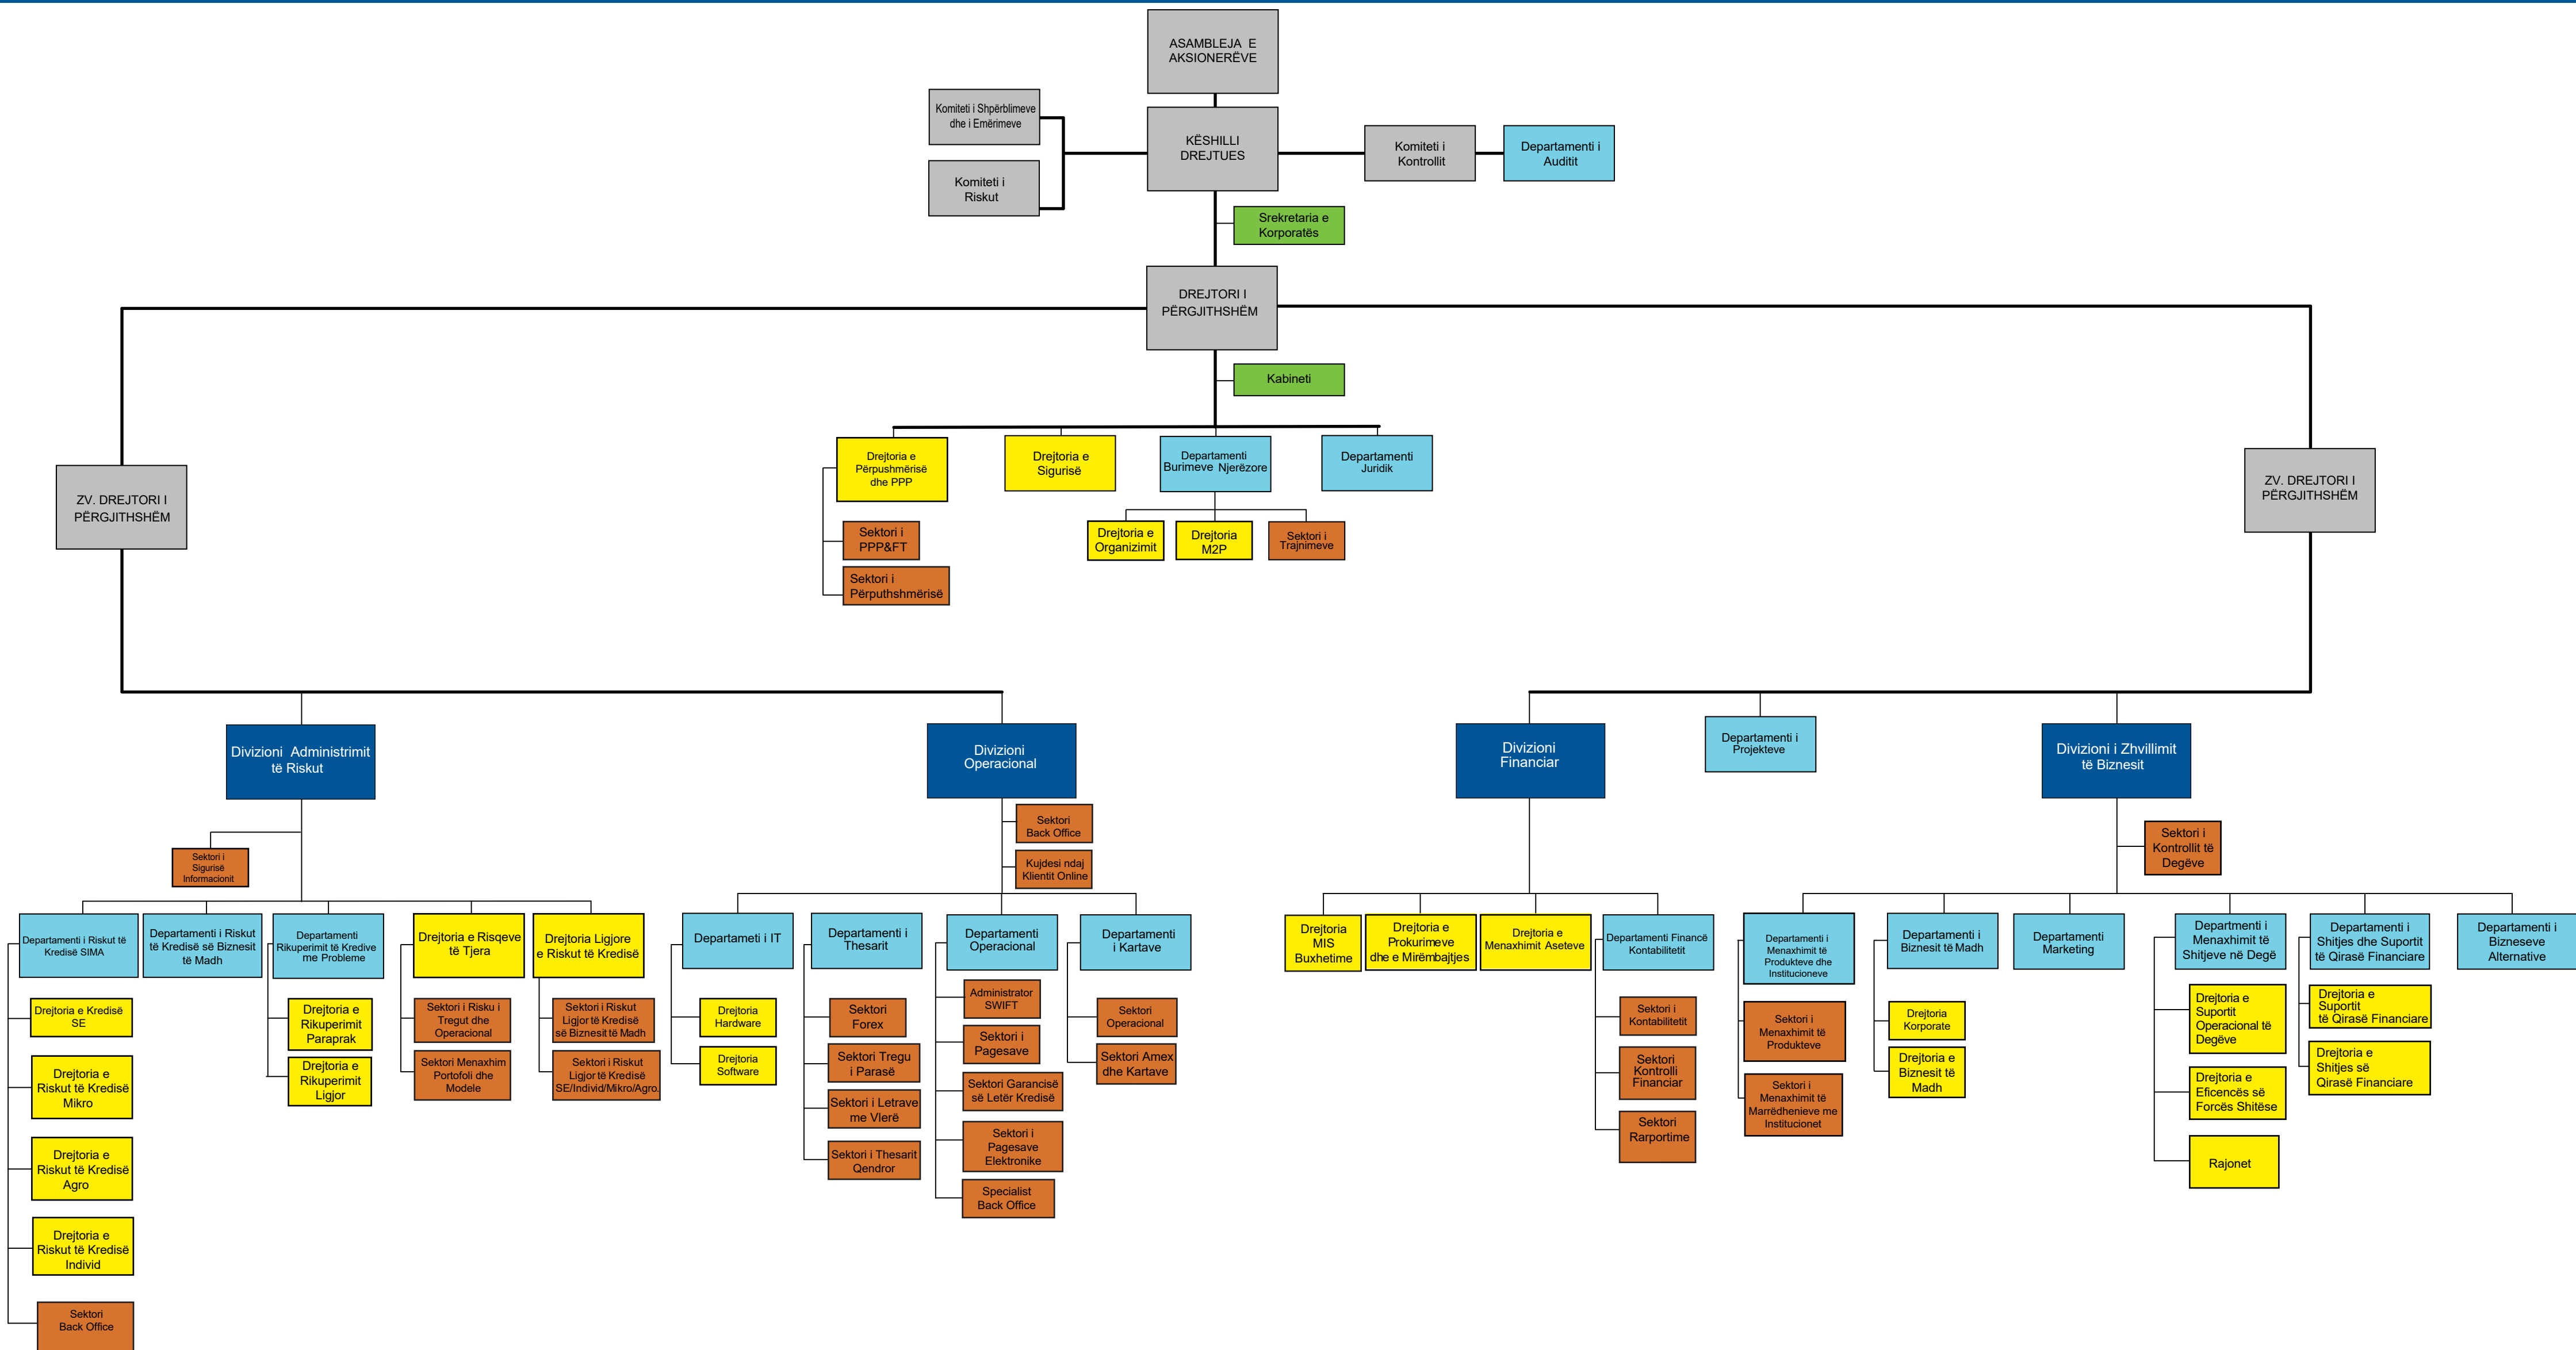 ASAMBLEJA E
AKSIONERËVE
Komiteti i Shpërblimeve
dhe i Emërimeve
Komiteti i
Riskut
KËSHILLI
DREJTUES
Komiteti i
Kontrollit
Departamenti i
Auditit
Srekretaria e
Korporatës
DREJTORI I
PËRGJITHSHËM
Kabineti
ZV. DREJTORI I
PËRGJITHSHËM
Drejtoria e
Përpushmërisë
dhe PPP
Sektori i
PPP&FT
Sektori i
Përputhshmërisë
Drejtoria e
Sigurisë
Departamenti
Burimeve Njerëzore
Drejtoria e
Organizimit
Drejtoria
M2P
Sektori i
Trajnimeve
Departamenti
Juridik
ZV. DREJTORI I
PËRGJITHSHËM
Divizioni Administrimit
të Riskut
Sektori i
Sigurisë
Informacionit
Departamenti i Riskut të
Kredisë SIMA
Drejtoria e Kredisë
SE
Drejtoria e
Riskut të Kredisë
Mikro
Drejtoria e
Riskut të Kredisë
Agro
Drejtoria e
Riskut të Kredisë
Individ
Sektori
Back Office
Departamenti i Riskut
të Kredisë së Biznesit
të Madh
Departamenti
Rikuperimit të Kredive
me Probleme
Drejtoria e
Rikuperimit
Paraprak
Drejtoria e
Rikuperimit
Ligjor
Drejtoria e Risqeve
të Tjera
Sektori i Risku i
Tregut dhe
Operacional
Sektori Menaxhim
Portofoli dhe
Modele
Drejtoria Ligjore
e Riskut të Kredisë
Sektori i Riskut
Ligjor të Kredisë
së Biznesit të Madh
Sektori i Riskut
Ligjor të Kredisë
SE/Individ/Mikro/Agro.
Divizioni
Operacional
Sektori
Back Office
Kujdesi ndaj
Klientit Online
Departameti i IT
Drejtoria
Hardware
Drejtoria
Software
Departamenti i
Thesarit
Sektori
Forex
Sektori Tregu
i Parasë
Sektori i Letrave
me Vlerë
Sektori i Thesarit
Qendror
Departamenti
Operacional
Administrator
SWIFT
Sektori i
Pagesave
Sektori Garancisë
së Letër Kredisë
Sektori i
Pagesave
Elektronike
Specialist
Back Office
Departamenti
i Kartave
Sektori
Operacional
Sektori Amex
dhe Kartave
Divizioni
Financiar
Drejtoria
MIS
Buxhetime
Drejtoria e
Prokurimeve
dhe e Mirëmbajtjes
Drejtoria e
Menaxhimit Aseteve
Departamenti Financë
Kontabilitetit
Sektori i
Kontabilitetit
Sektori
Kontrolli
Financiar
Sektori
Rarportime
Departamenti i
Projekteve
Divizioni i Zhvillimit
të Biznesit
Sektori i
Kontrollit të
Degëve
Departamenti i
Menaxhimit të
Produkteve dhe
Institucioneve
Sektori i
Menaxhimit të
Produkteve
Sektori i
Menaxhimit të
Marrëdhenieve me
Institucionet
Departamenti i
Biznesit të Madh
Drejtoria
Korporate
Drejtoria e
Biznesit të
Madh
Departamenti
Marketing
Departmenti i
Menaxhimit të
Shitjeve në Degë
Drejtoria e
Suportit
Operacional të
Degëve
Drejtoria e
Eficencës së
Forcës Shitëse
Rajonet
Departamenti i
Shitjes dhe Suportit
të Qirasë Financiare
Drejtoria e
Suportit
të Qirasë Financiare
Drejtoria e
Shitjes së
Qirasë Financiare
Departamenti i
Bizneseve
Alternative